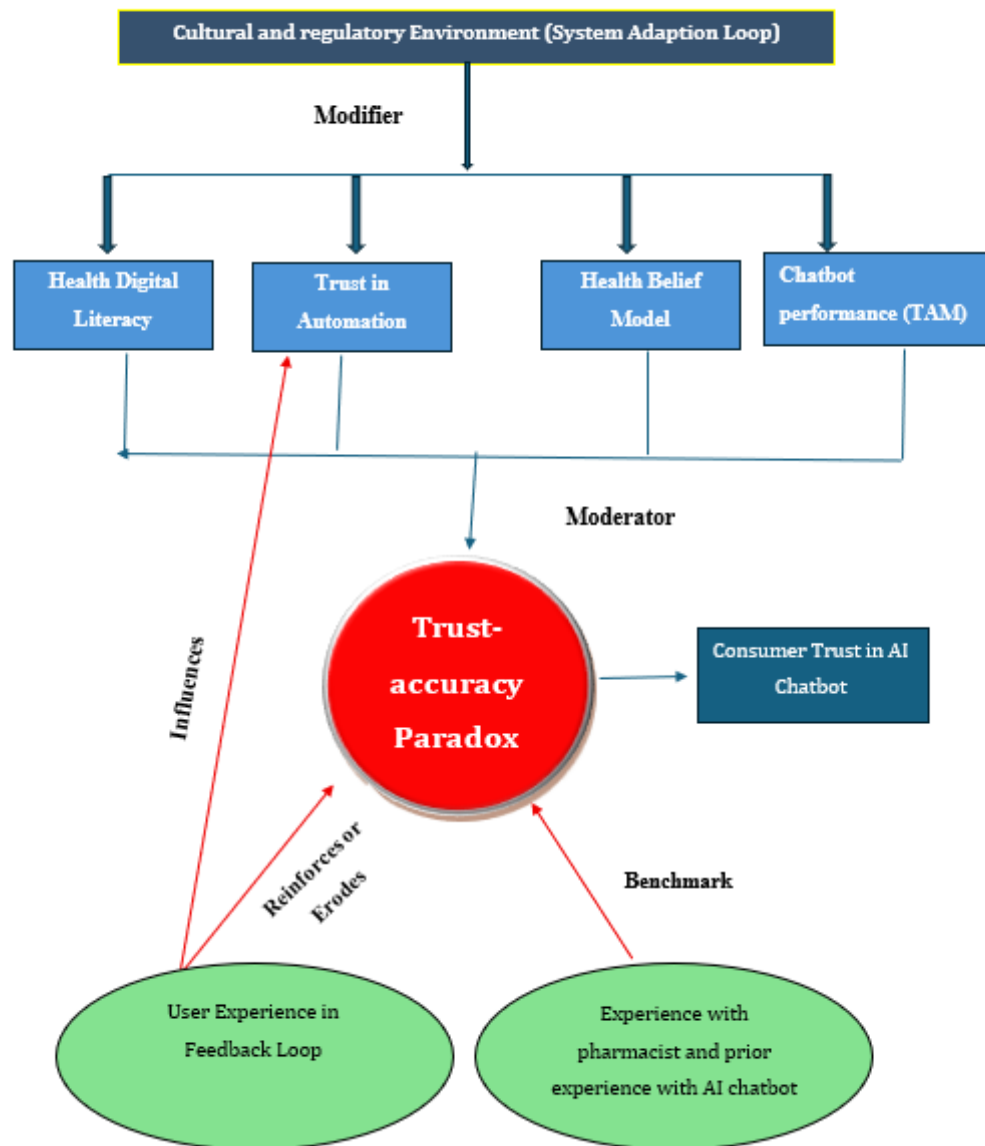 Cultural and regulatory Environment (System Adaption Loop)
Modifier
Health Digital
Literacy
Trust in
Automation
Health Belief
Model
Chatbot
performance (TAM)
Moderator
Trust-
accuracy
Paradox
Consumer Trust in AI
Chatbot
Influences
Reinforces or
Erodes
Benchmark
User Experience in
Feedback Loop
Experience with
pharmacist and prior
experience with AI chatbot